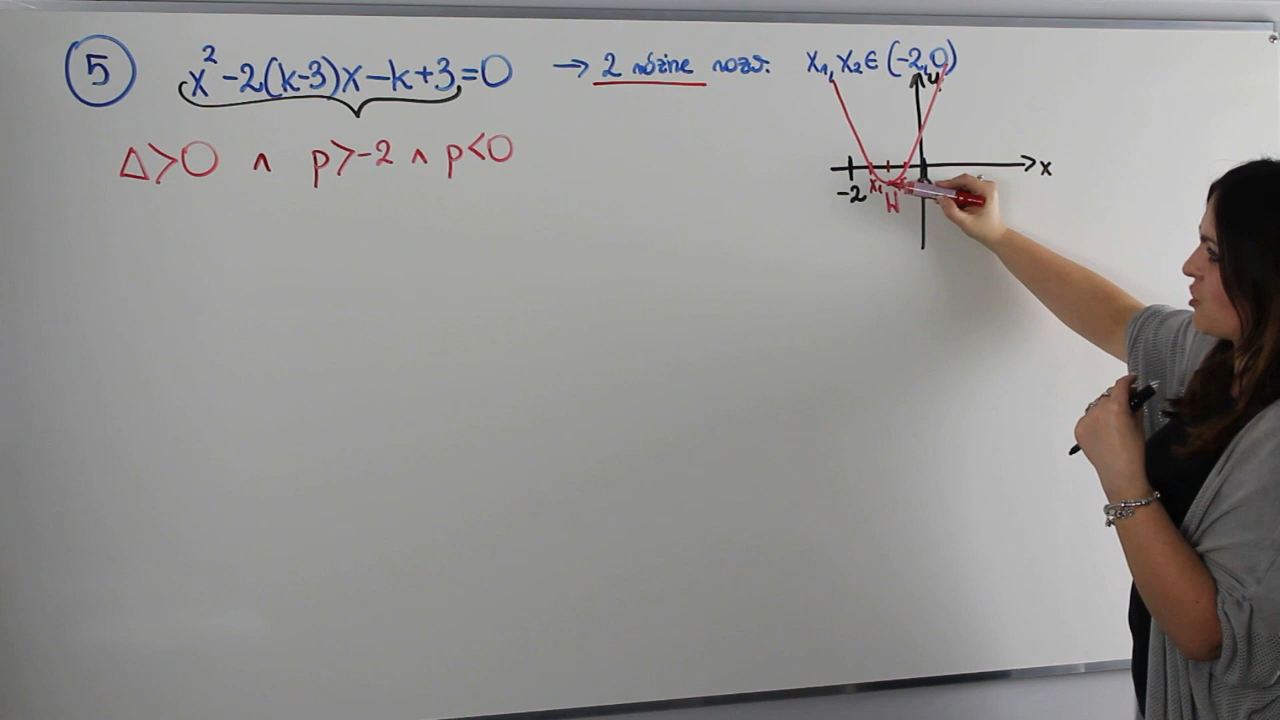 5 x²-2(k-3)x-k+3=0 → 2 różne rozw. x₁,x₂∈(-2,0)
Δ>0 ∧ p>-2 ∧ p<0
y
x
-2 x₁
W